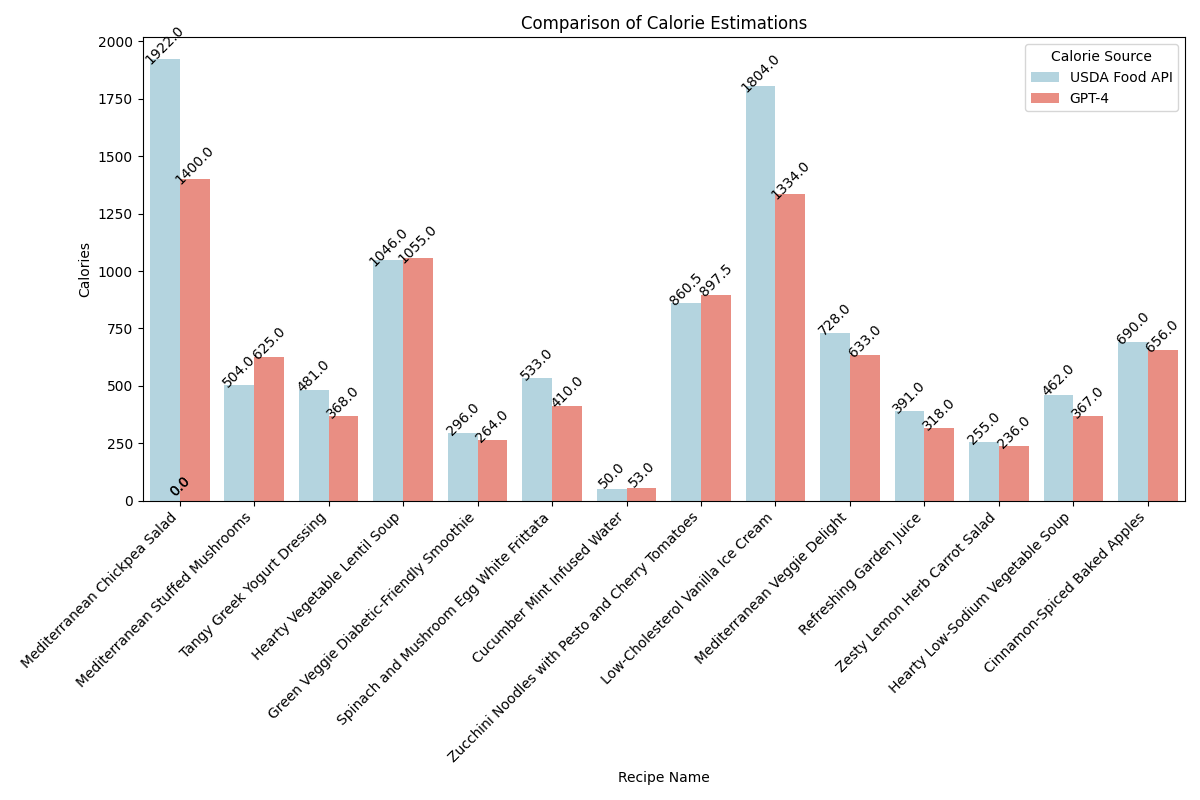 Comparison of Calorie Estimations
Calorie Source
USDA Food API
GPT-4
Calories
2000
1750
1500
1250
1000
750
500
250
0
1922.0
1400.0
0.0
504.0
625.0
481.0
368.0
1046.0
1055.0
296.0
264.0
533.0
410.0
50.0
53.0
860.5
897.5
1804.0
1334.0
728.0
633.0
391.0
318.0
255.0
236.0
462.0
367.0
690.0
656.0
Mediterranean Chickpea Salad
Mediterranean Stuffed Mushrooms
Tangy Greek Yogurt Dressing
Hearty Vegetable Lentil Soup
Green Veggie Diabetic-Friendly Smoothie
Spinach and Mushroom Egg White Frittata
Cucumber Mint Infused Water
Zucchini Noodles with Pesto and Cherry Tomatoes
Low-Cholesterol Vanilla Ice Cream
Mediterranean Veggie Delight
Refreshing Garden Juice
Zesty Lemon Herb Carrot Salad
Hearty Low-Sodium Vegetable Soup
Cinnamon-Spiced Baked Apples
Recipe Name